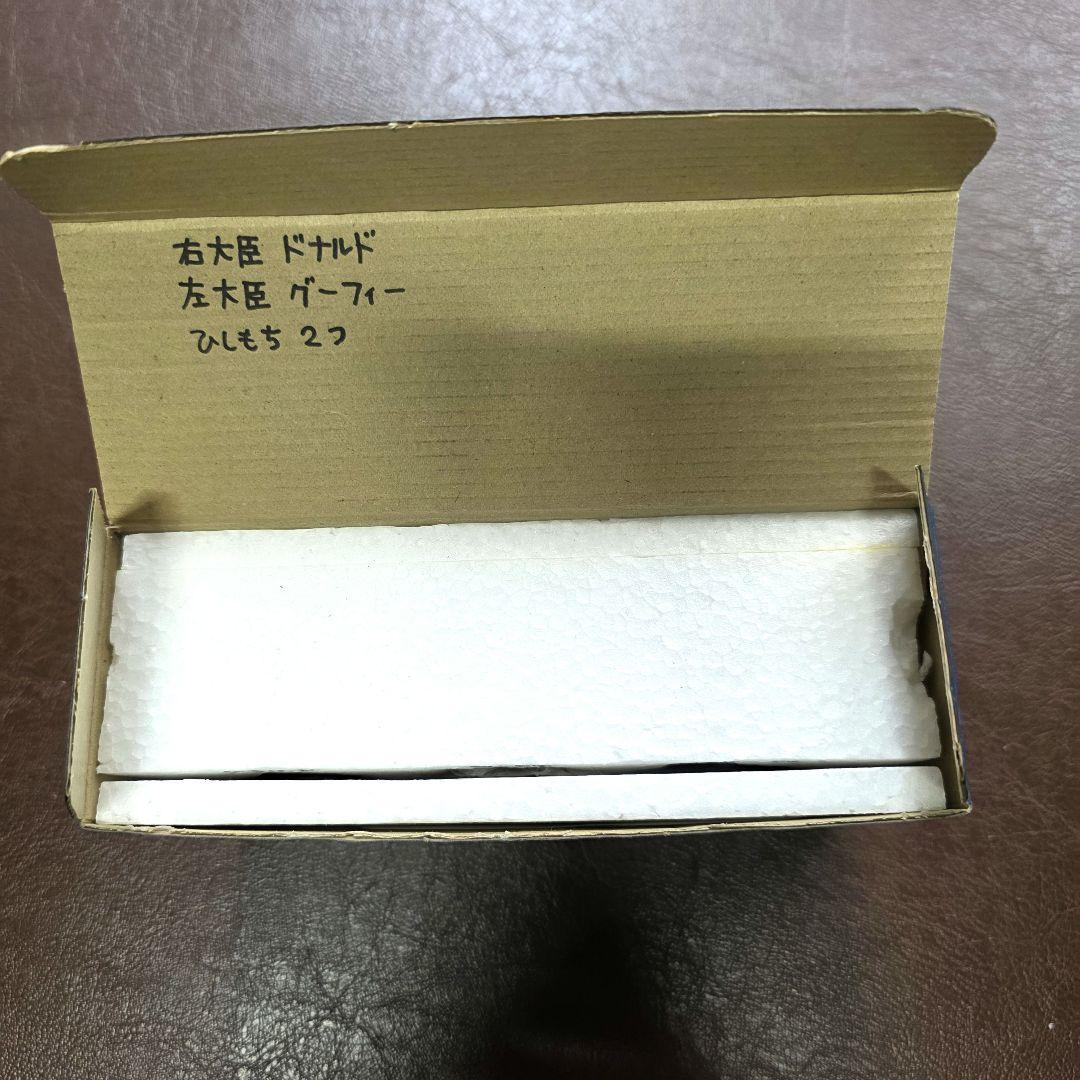 右大臣 ドナルド
左大臣 グーフィー
ひしもち 2つ